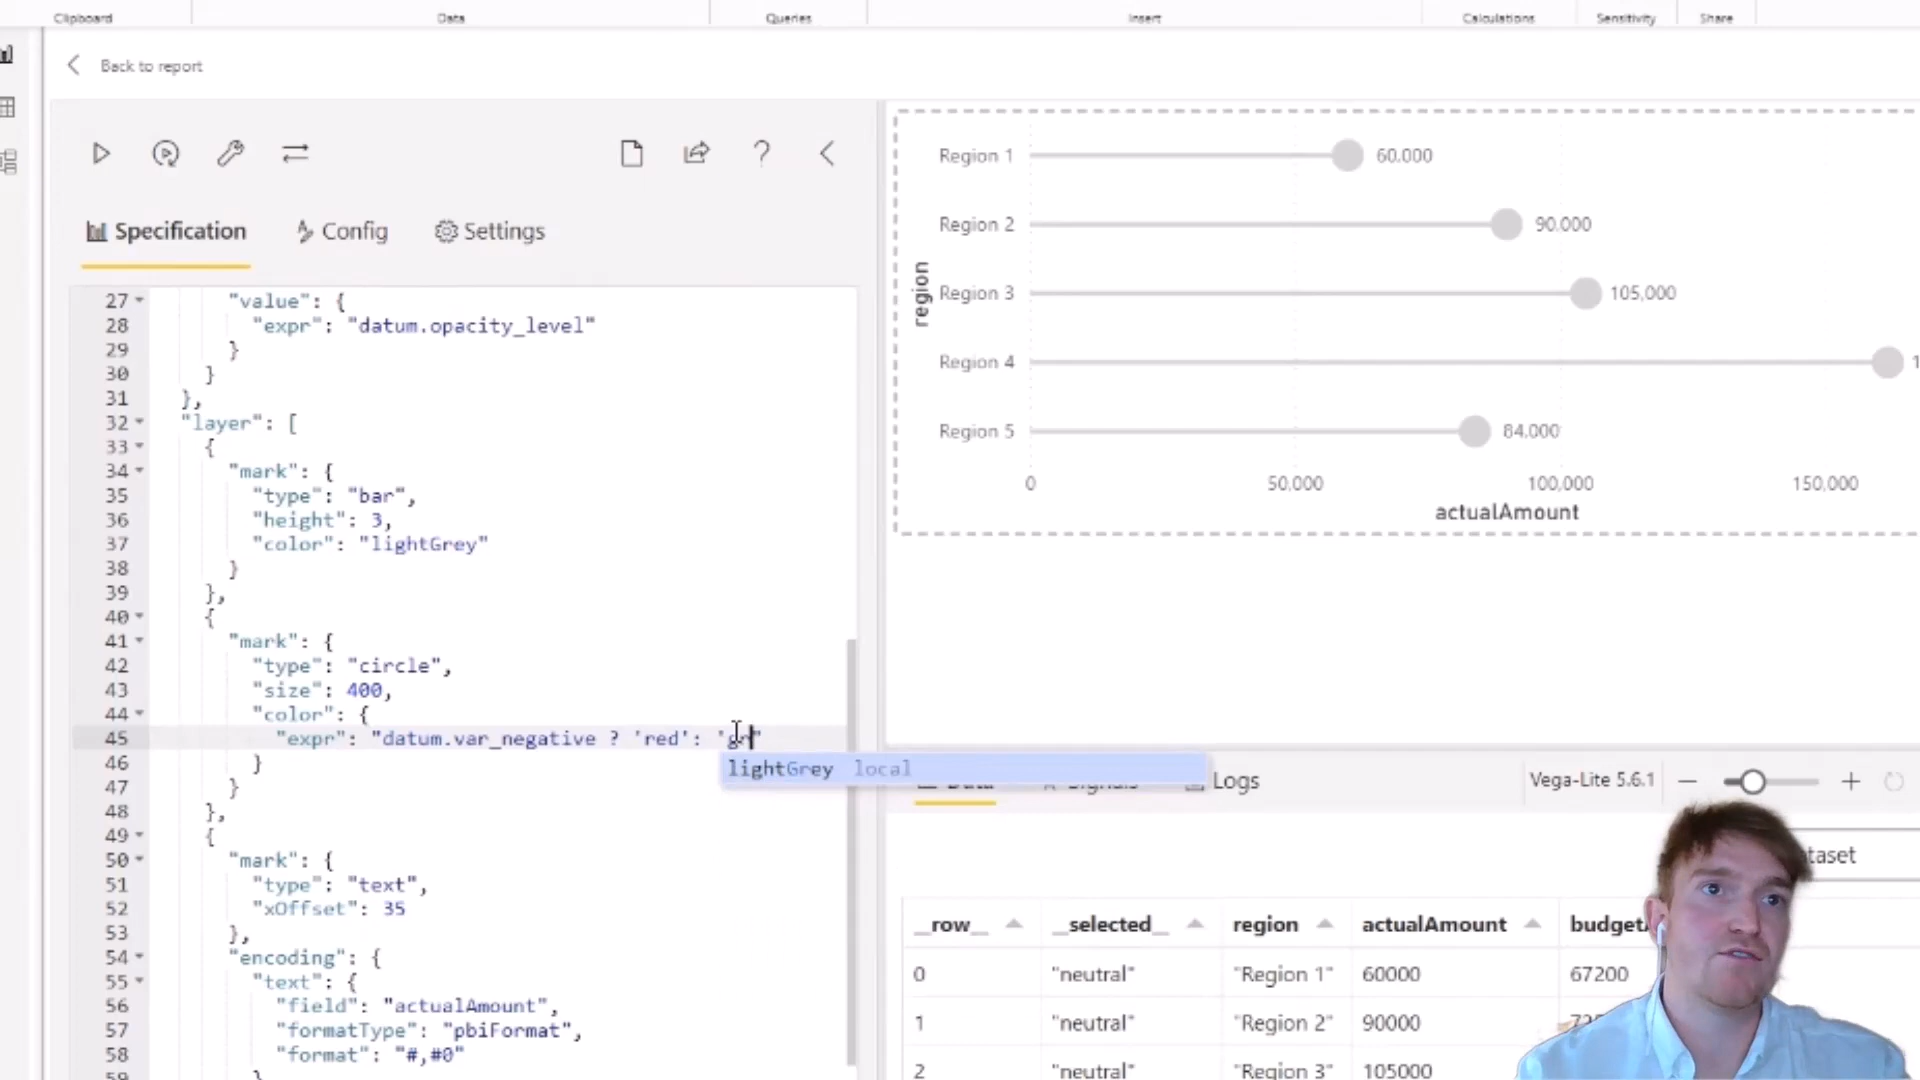 Clipboard
Data
Queries
Insert
Calculations
Sensitivity
Share
Back to report
Specification
Config
Settings
27
"value": {
28
"expr": "datum.opacity_level"
29
}
30
}
31
},
32
"layer": [
33
{
34
"mark": {
35
"type": "bar",
36
"height": 3,
37
"color": "lightGrey"
38
}
39
},
40
{
41
"mark": {
42
"type": "circle",
43
"size": 400,
44
"color": {
45
"expr": "datum.var_negative ? 'red': 'gr"
46
}
47
}
48
},
49
{
50
"mark": {
51
"type": "text",
52
"xOffset": 35
53
},
54
"encoding": {
55
"text": {
56
"field": "actualAmount",
57
"formatType": "pbiFormat",
58
"format": "#,#0"
59
lightGrey local
region
Region 1
60,000
Region 2
90,000
Region 3
105,000
Region 4
1
Region 5
84,000
0
50,000
100,000
150,000
actualAmount
Data
Signals
Logs
Vega-Lite 5.6.1
taset
_row_
_selected_
region
actualAmount
0
"neutral"
"Region 1"
60000
67200
1
"neutral"
"Region 2"
90000
2
"neutral"
"Region 3"
105000